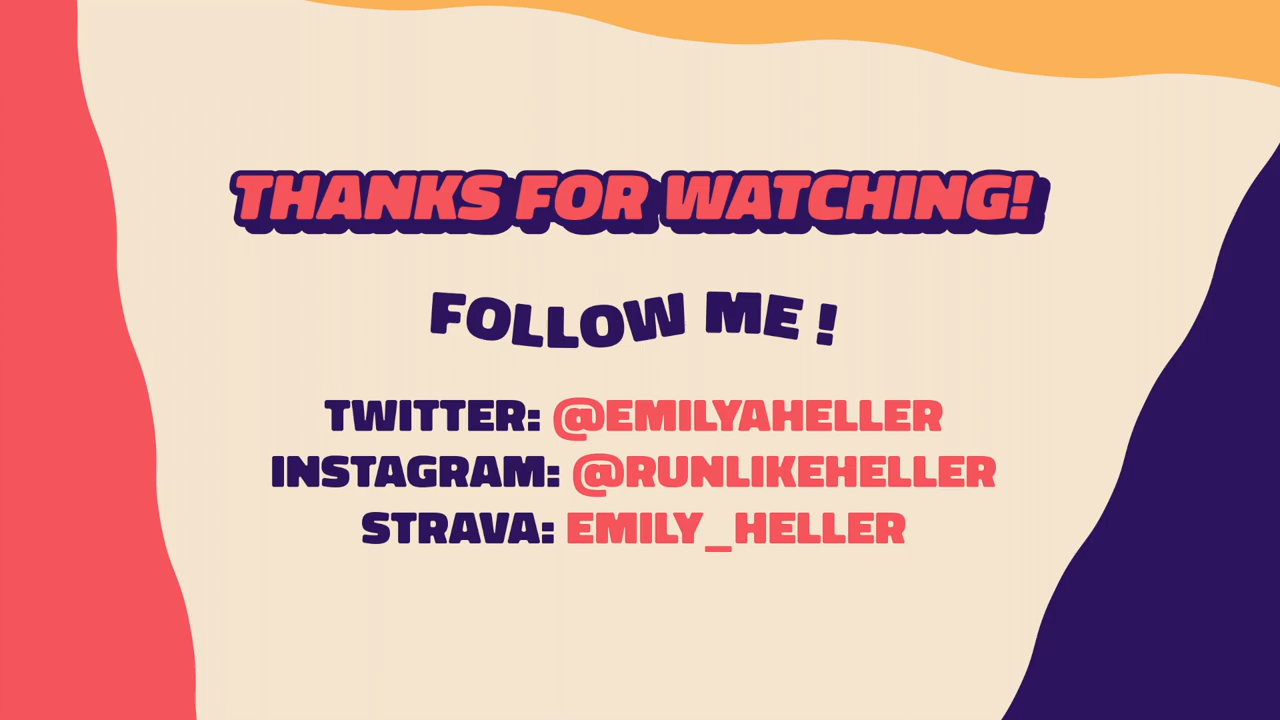 THANKS FOR WATCHING!
FOLLOW ME !
TWITTER: @EMILYAHELLER
INSTAGRAM: @RUNLIKEHELLER
STRAVA: EMILY_HELLER